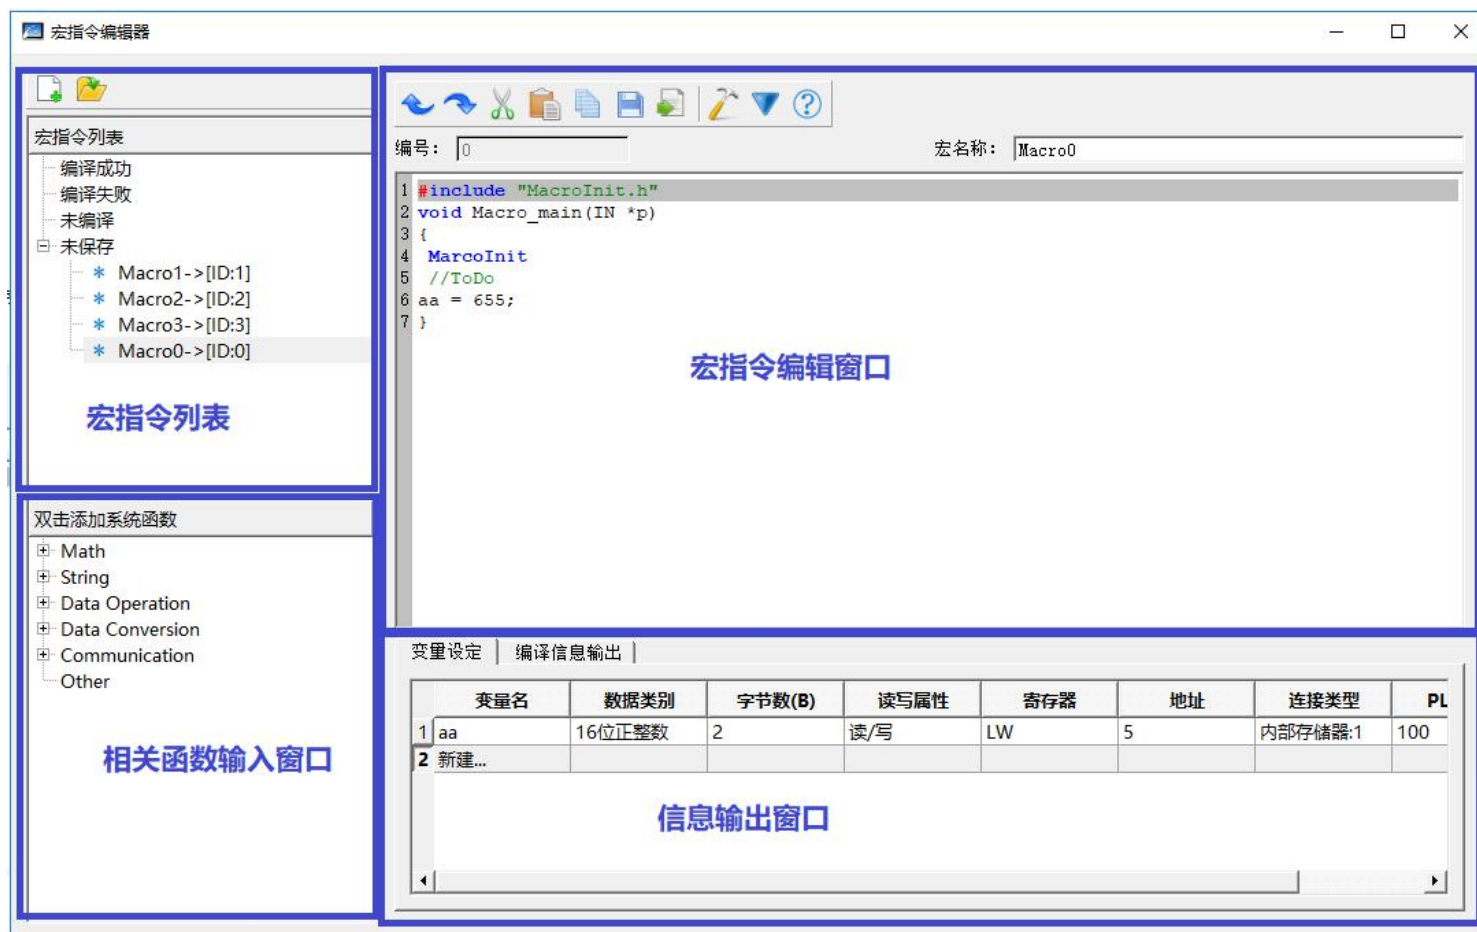 宏指令编辑器
宏指令列表
编译成功
编译失败
未编译
未保存
Macro1->[ID:1]
Macro2->[ID:2]
Macro3->[ID:3]
Macro0->[ID:0]
宏指令列表
双击添加系统函数
Math
String
Data Operation
Data Conversion
Communication
Other
相关函数输入窗口
编号： 0 宏名称： Macro0
1 #include "MacroInit.h"
2 void Macro_main(IN *p)
3 {
4 MarcoInit
5 //ToDo
6 aa = 655;
7 }
宏指令编辑窗口
变量设定 编译信息输出
变量名 数据类别 字节数(B) 读写属性 寄存器 地址 连接类型 PL
1 aa 16位正整数 2 读/写 LW 5 内部存储器:1 100
2 新建...
信息输出窗口